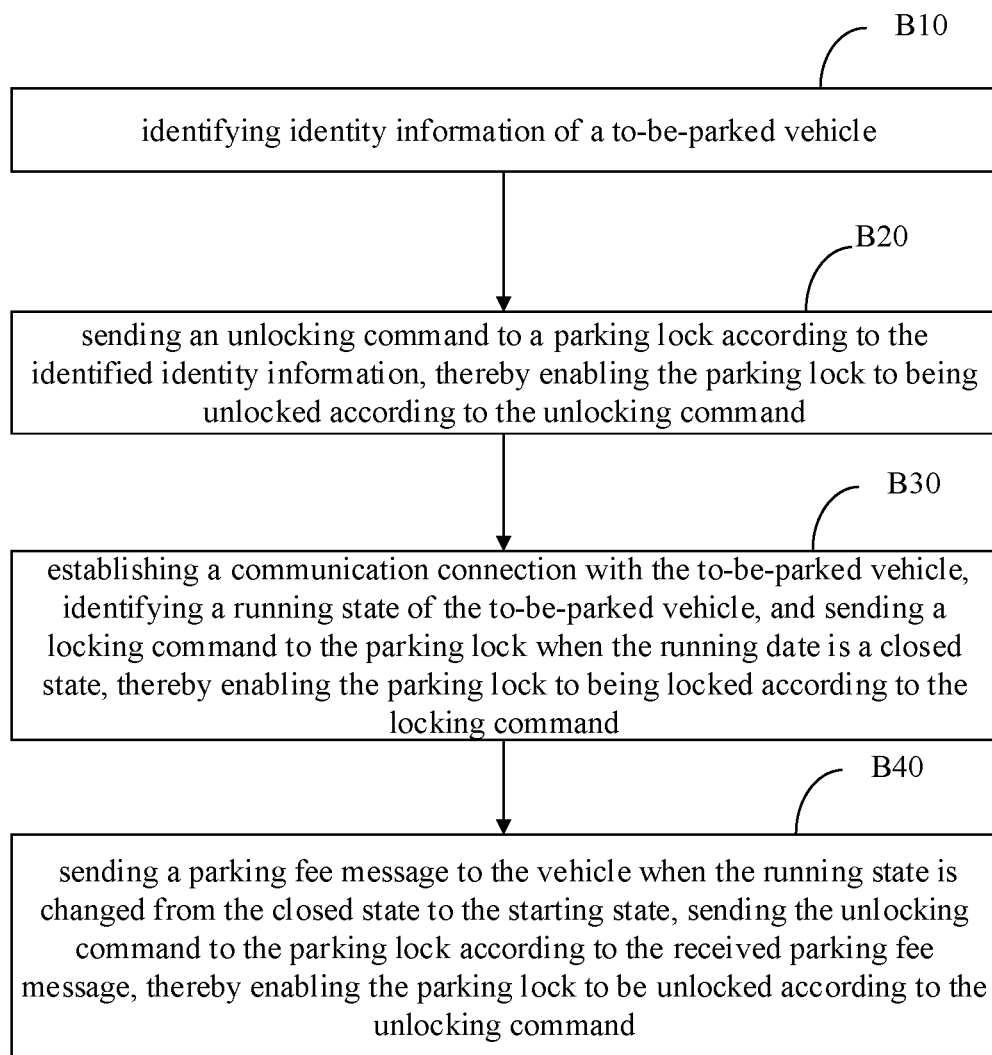 B10
identifying identity information of a to-be-parked vehicle
B20
sending an unlocking command to a parking lock according to the
identified identity information, thereby enabling the parking lock to being
unlocked according to the unlocking command
B30
establishing a communication connection with the to-be-parked vehicle,
identifying a running state of the to-be-parked vehicle, and sending a
locking command to the parking lock when the running date is a closed
state, thereby enabling the parking lock to being locked according to the
locking command
B40
sending a parking fee message to the vehicle when the running state is
changed from the closed state to the starting state, sending the unlocking
command to the parking lock according to the received parking fee
message, thereby enabling the parking lock to be unlocked according to the
unlocking command